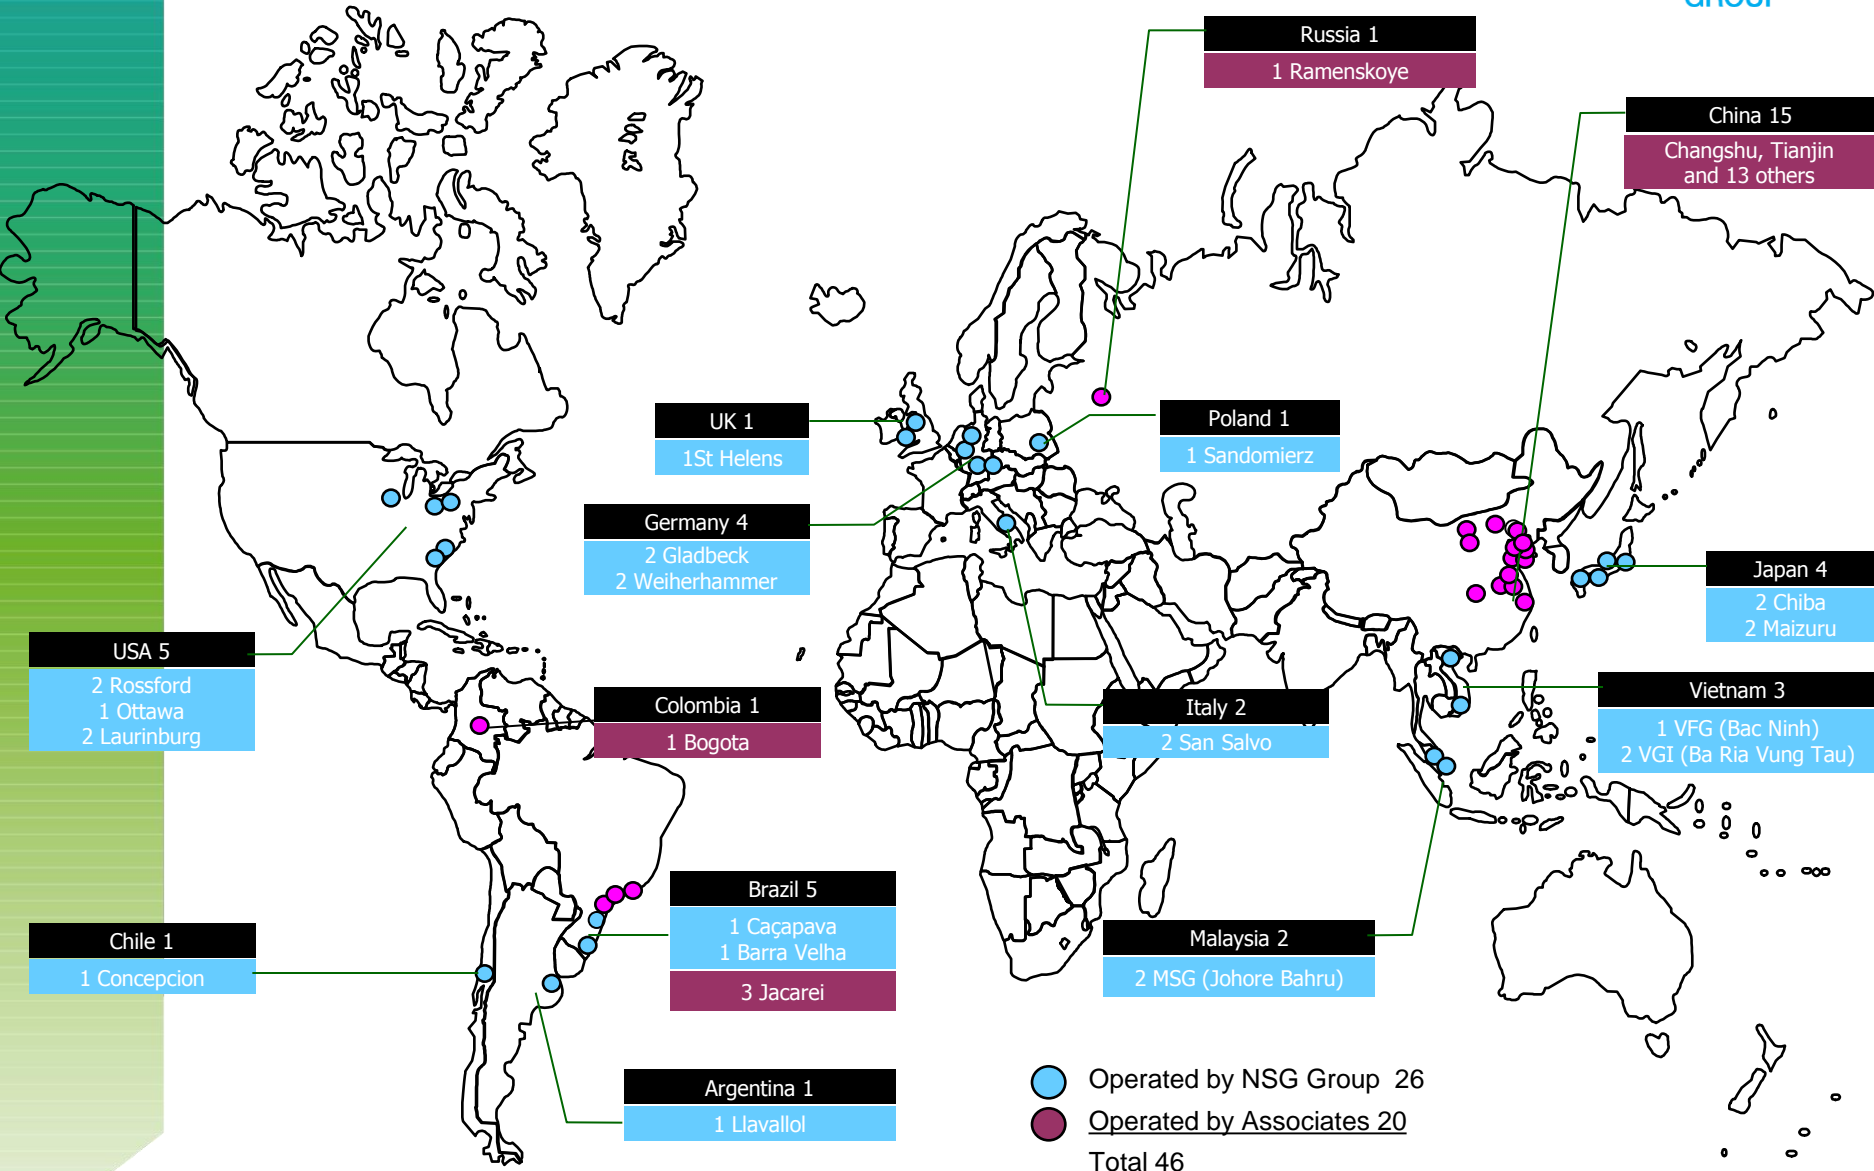 GROUP
Russia 1
1 Ramenskoye
China 15
Changshu, Tianjin
and 13 others
UK 1
1St Helens
Poland 1
1 Sandomierz
Germany 4
2 Gladbeck
2 Weiherhammer
Japan 4
2 Chiba
2 Maizuru
USA 5
2 Rossford
1 Ottawa
2 Laurinburg
Colombia 1
1 Bogota
Italy 2
2 San Salvo
Vietnam 3
1 VFG (Bac Ninh)
2 VGI (Ba Ria Vung Tau)
Brazil 5
1 Caçapava
1 Barra Velha
3 Jacarei
Chile 1
1 Concepcion
Malaysia 2
2 MSG (Johore Bahru)
Argentina 1
1 Llavallol
Operated by NSG Group 26
Operated by Associates 20
Total 46